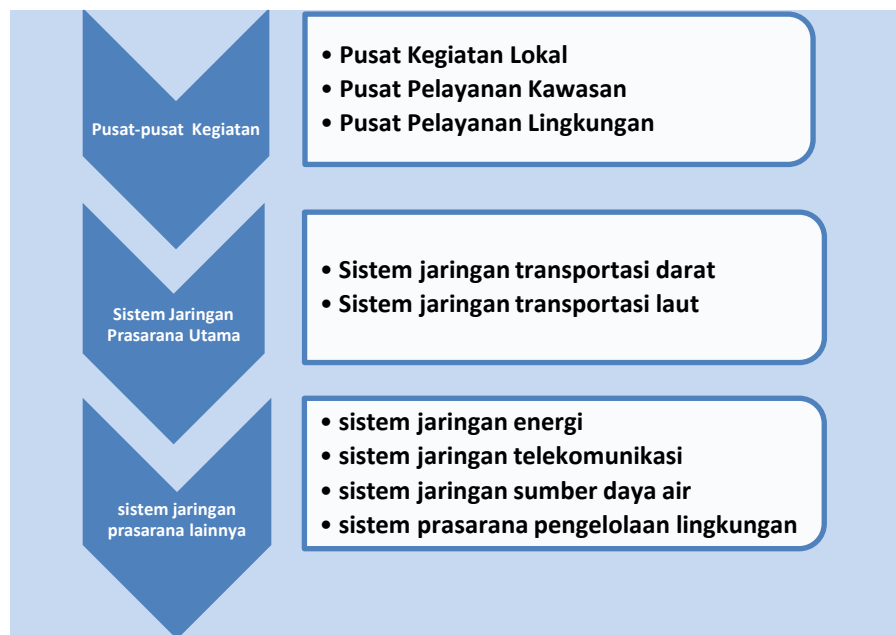 Pusat-pusat Kegiatan
• Pusat Kegiatan Lokal
• Pusat Pelayanan Kawasan
• Pusat Pelayanan Lingkungan
Sistem Jaringan
Prasarana Utama
• Sistem jaringan transportasi darat
• Sistem jaringan transportasi laut
sistem jaringan
prasarana lainnya
• sistem jaringan energi
• sistem jaringan telekomunikasi
• sistem jaringan sumber daya air
• sistem prasarana pengelolaan lingkungan